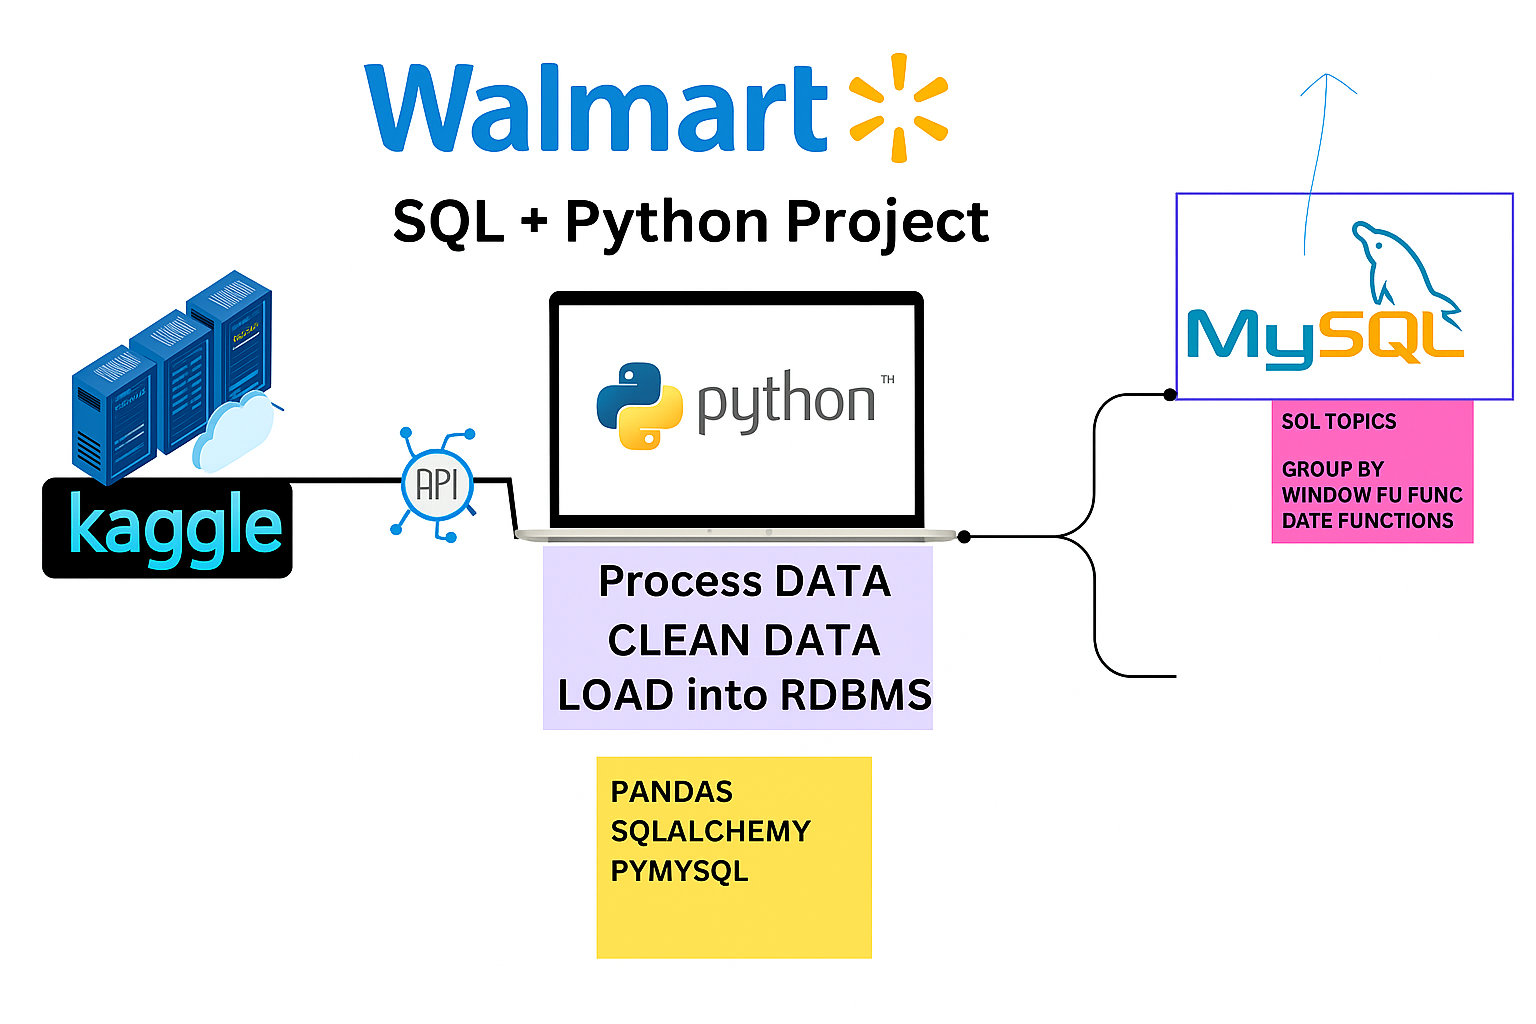 Walmart
SQL + Python Project
kaggle
API
python™
Process DATA
CLEAN DATA
LOAD into RDBMS
PANDAS
SQLALCHEMY
PYMYSQL
MySQL
SOL TOPICS
GROUP BY
WINDOW FU FUNC
DATE FUNCTIONS